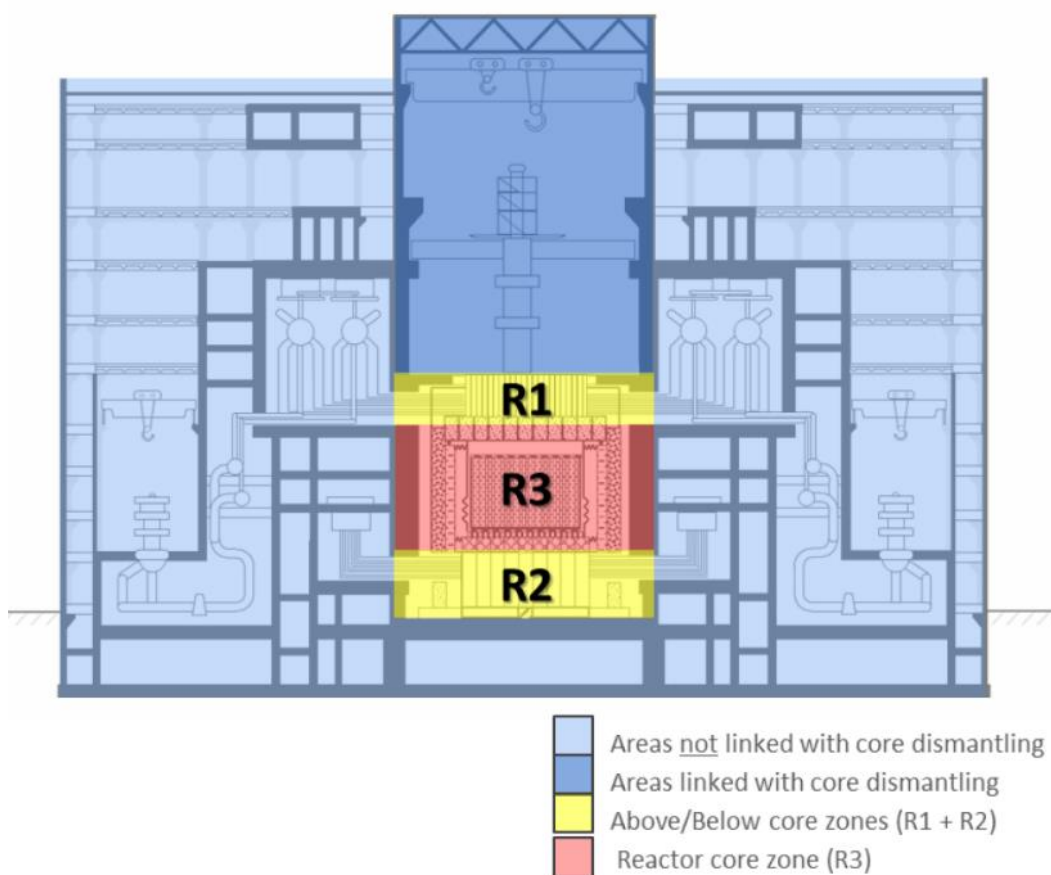 R1
R3
R2
Areas not linked with core dismantling
Areas linked with core dismantling
Above/Below core zones (R1 + R2)
Reactor core zone (R3)